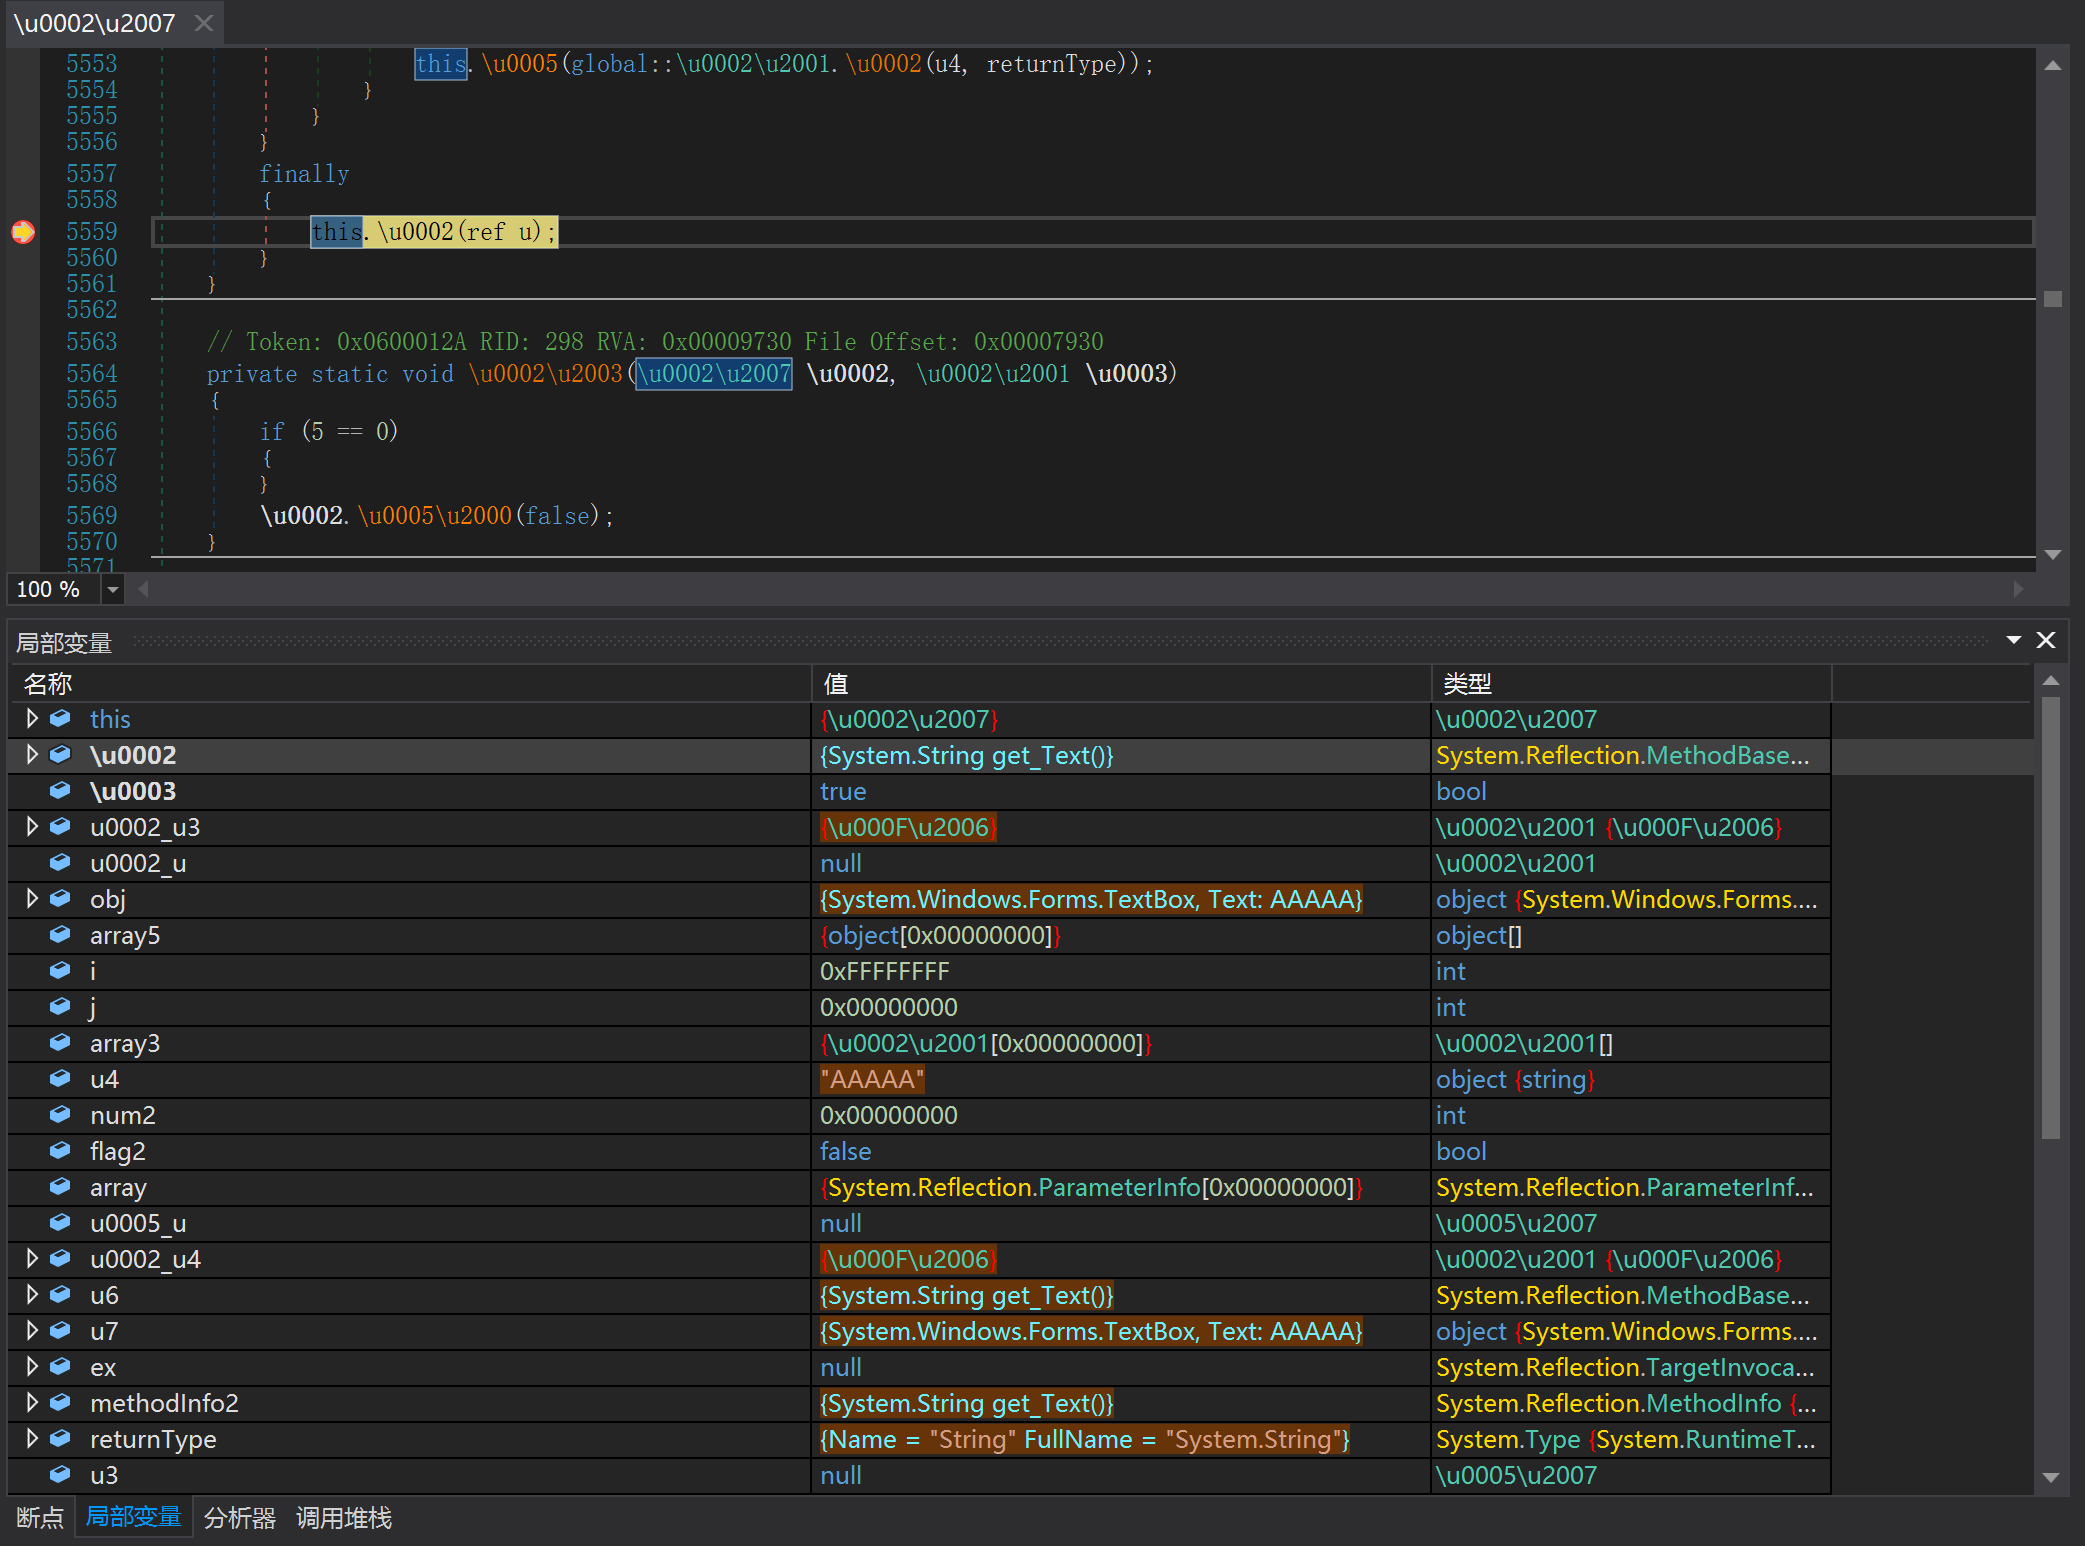 \u0002\u2007
5553 this.\u0005(global::\u0002\u2001.\u0002(u4, returnType));
5554 }
5555 }
5556 }
5557 finally
5558 {
5559 this.\u0002(ref u);
5560 }
5561 }
5562
5563 // Token: 0x0600012A RID: 298 RVA: 0x00009730 File Offset: 0x00007930
5564 private static void \u0002\u2003(\u0002\u2007 \u0002, \u0002\u2001 \u0003)
5565 {
5566 if (5 == 0)
5567 {
5568 }
5569 \u0002.\u0005\u2000(false);
5570 }
5571
100 %
局部变量
名称 值 类型
this {\u0002\u2007} \u0002\u2007
\u0002 {System.String get_Text()} System.Reflection.MethodBase...
\u0003 true bool
u0002_u3 {\u000F\u2006} \u0002\u2001 {\u000F\u2006}
u0002_u null \u0002\u2001
obj {System.Windows.Forms.TextBox, Text: AAAAA} object {System.Windows.Forms....
array5 {object[0x00000000]} object[]
i 0xFFFFFFFF int
j 0x00000000 int
array3 {\u0002\u2001[0x00000000]} \u0002\u2001[]
u4 "AAAAA" object {string}
num2 0x00000000 int
flag2 false bool
array {System.Reflection.ParameterInfo[0x00000000]} System.Reflection.ParameterInf...
u0005_u null \u0005\u2007
u0002_u4 {\u000F\u2006} \u0002\u2001 {\u000F\u2006}
u6 {System.String get_Text()} System.Reflection.MethodBase...
u7 {System.Windows.Forms.TextBox, Text: AAAAA} object {System.Windows.Forms....
ex null System.Reflection.TargetInvoca...
methodInfo2 {System.String get_Text()} System.Reflection.MethodInfo {...
returnType {Name = "String" FullName = "System.String"} System.Type {System.RuntimeT...
u3 null \u0005\u2007
断点 局部变量 分析器 调用堆栈